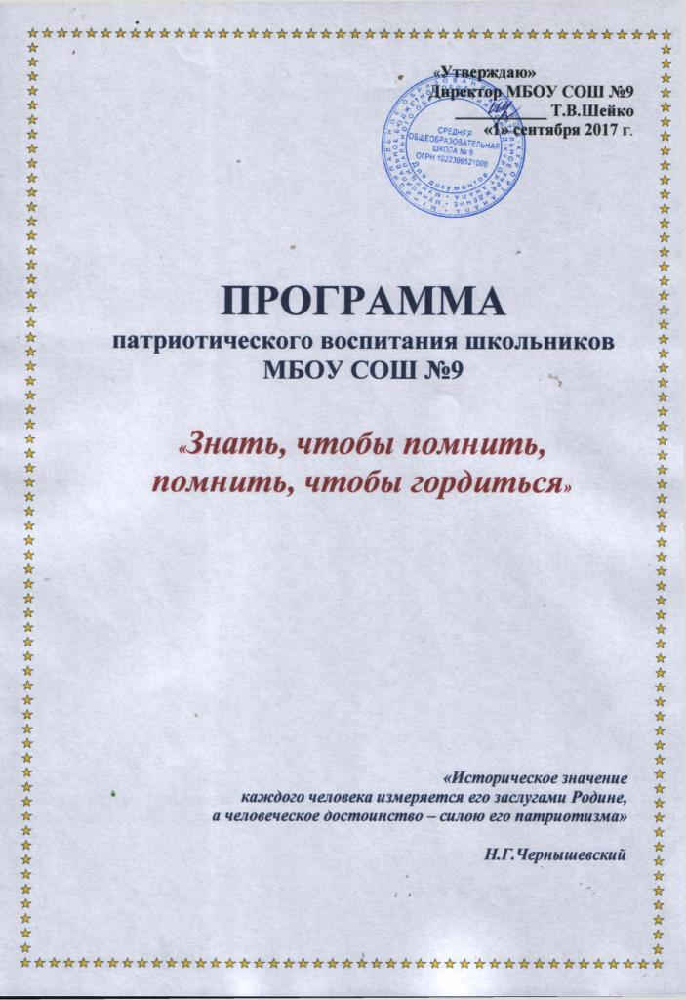 «Утверждаю»
Директор МБОУ СОШ №9
Т.В.Шейко
«1» сентября 2017 г.
СРЕДНЯЯ
ОБЩЕОБРАЗОВАТЕЛЬНАЯ
ШКОЛА № 9
ОГРН 1022300521000
Для документов
ПРОГРАММА
патриотического воспитания школьников
МБОУ СОШ №9
«Знать, чтобы помнить,
помнить, чтобы гордиться»
«Историческое значение
каждого человека измеряется его заслугами Родине,
а человеческое достоинство – силою его патриотизма»
Н.Г.Чернышевский